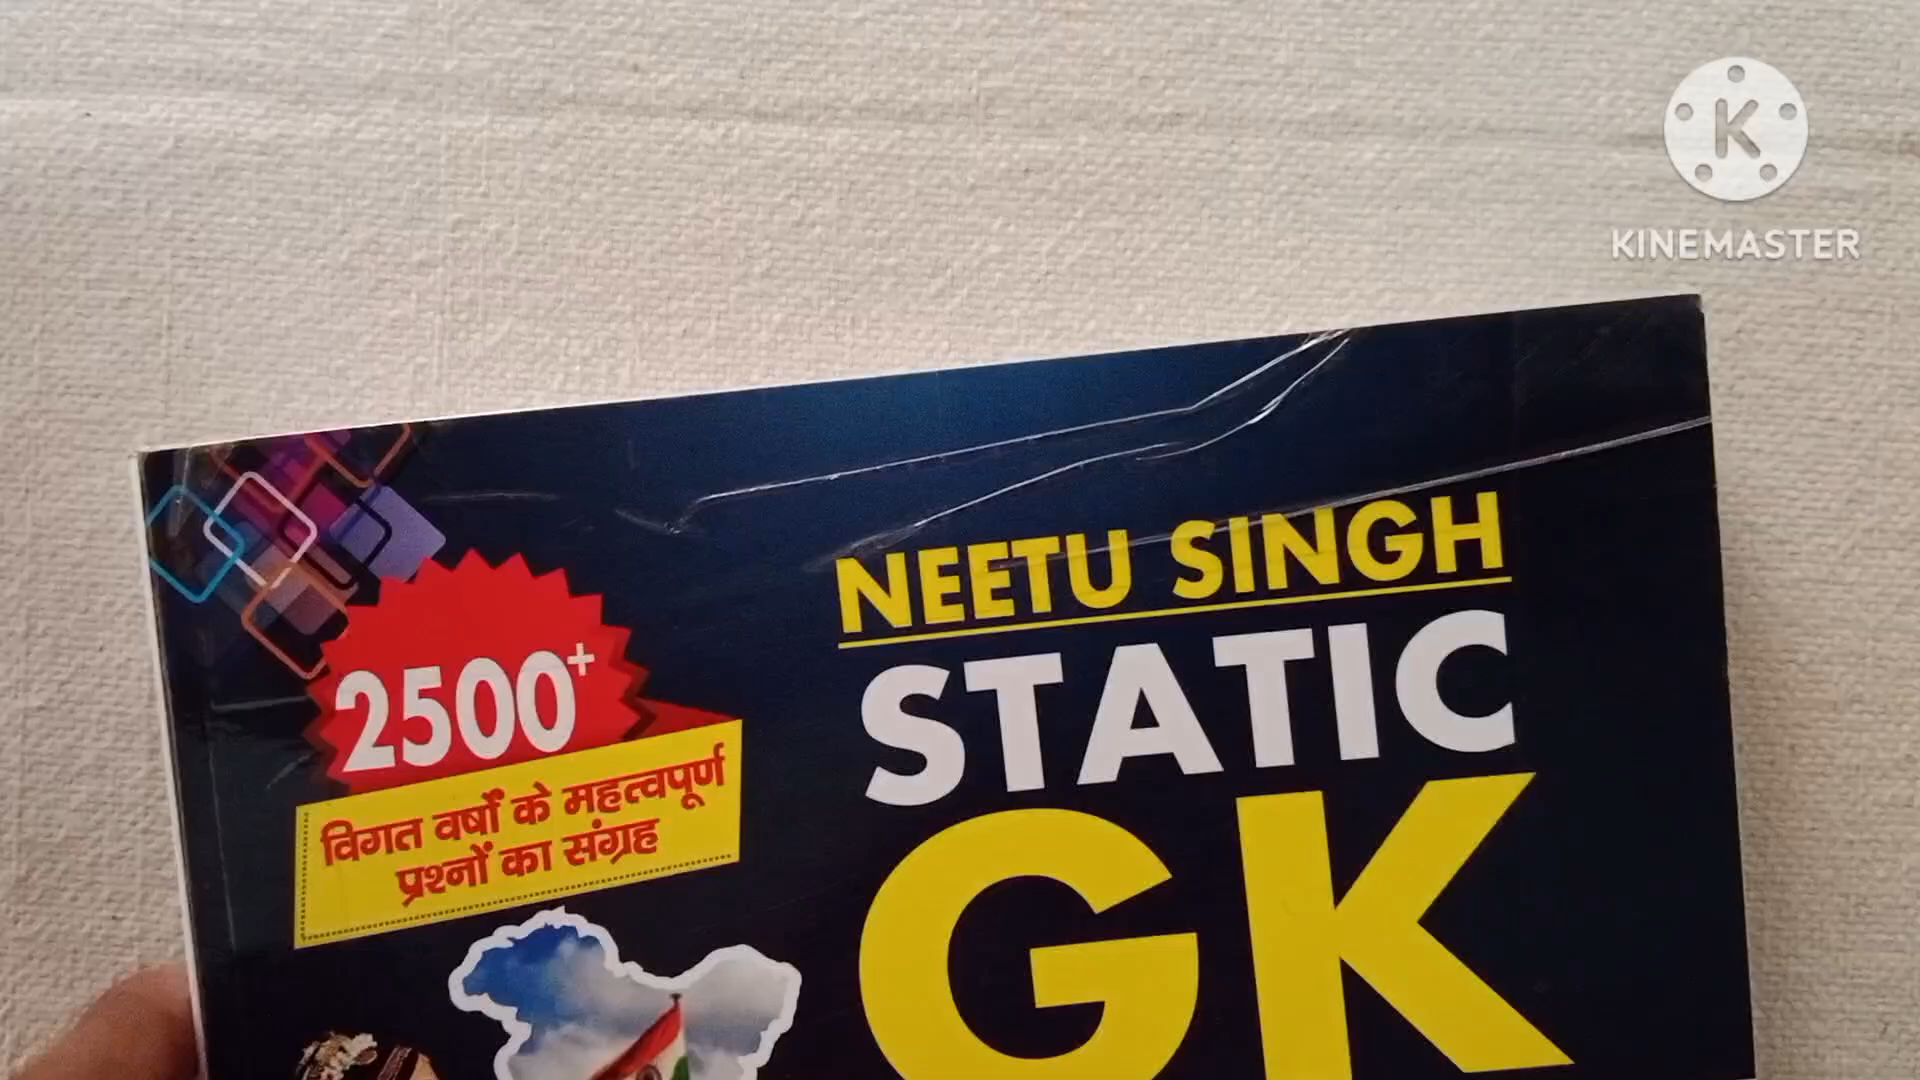 K
KINEMASTER
NEETU SINGH
STATIC
GK
2500+
विगत वर्षों के महत्वपूर्ण
प्रश्नों का संग्रह